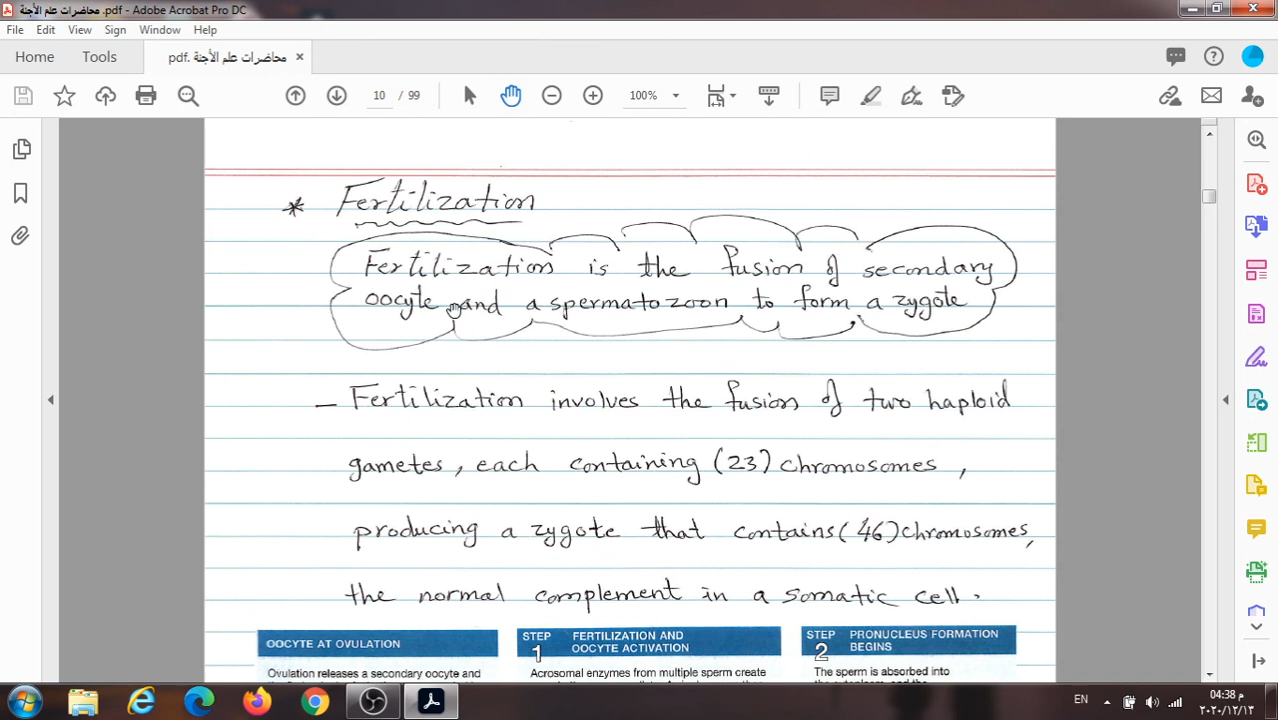 محاضرات علم الأجنة.pdf - Adobe Acrobat Pro DC
File Edit View Sign Window Help
Home Tools محاضرات علم الأجنة.pdf ×
10 / 99 100%
* Fertilization
Fertilization is the fusion of secondary
oocyte and a spermatozoon to form a zygote
– Fertilization involves the fusion of two haploid
gametes, each containing (23) chromosomes,
producing a zygote that contains (46) chromosomes,
the normal complement in a somatic cell.
OOCYTE AT OVULATION
Ovulation releases a secondary oocyte and
STEP 1 FERTILIZATION AND
OOCYTE ACTIVATION
Acrosomal enzymes from multiple sperm create
STEP 2 PRONUCLEUS FORMATION
BEGINS
The sperm is absorbed into
EN
04:38 م
٢٠٢٠/١٢/١٣